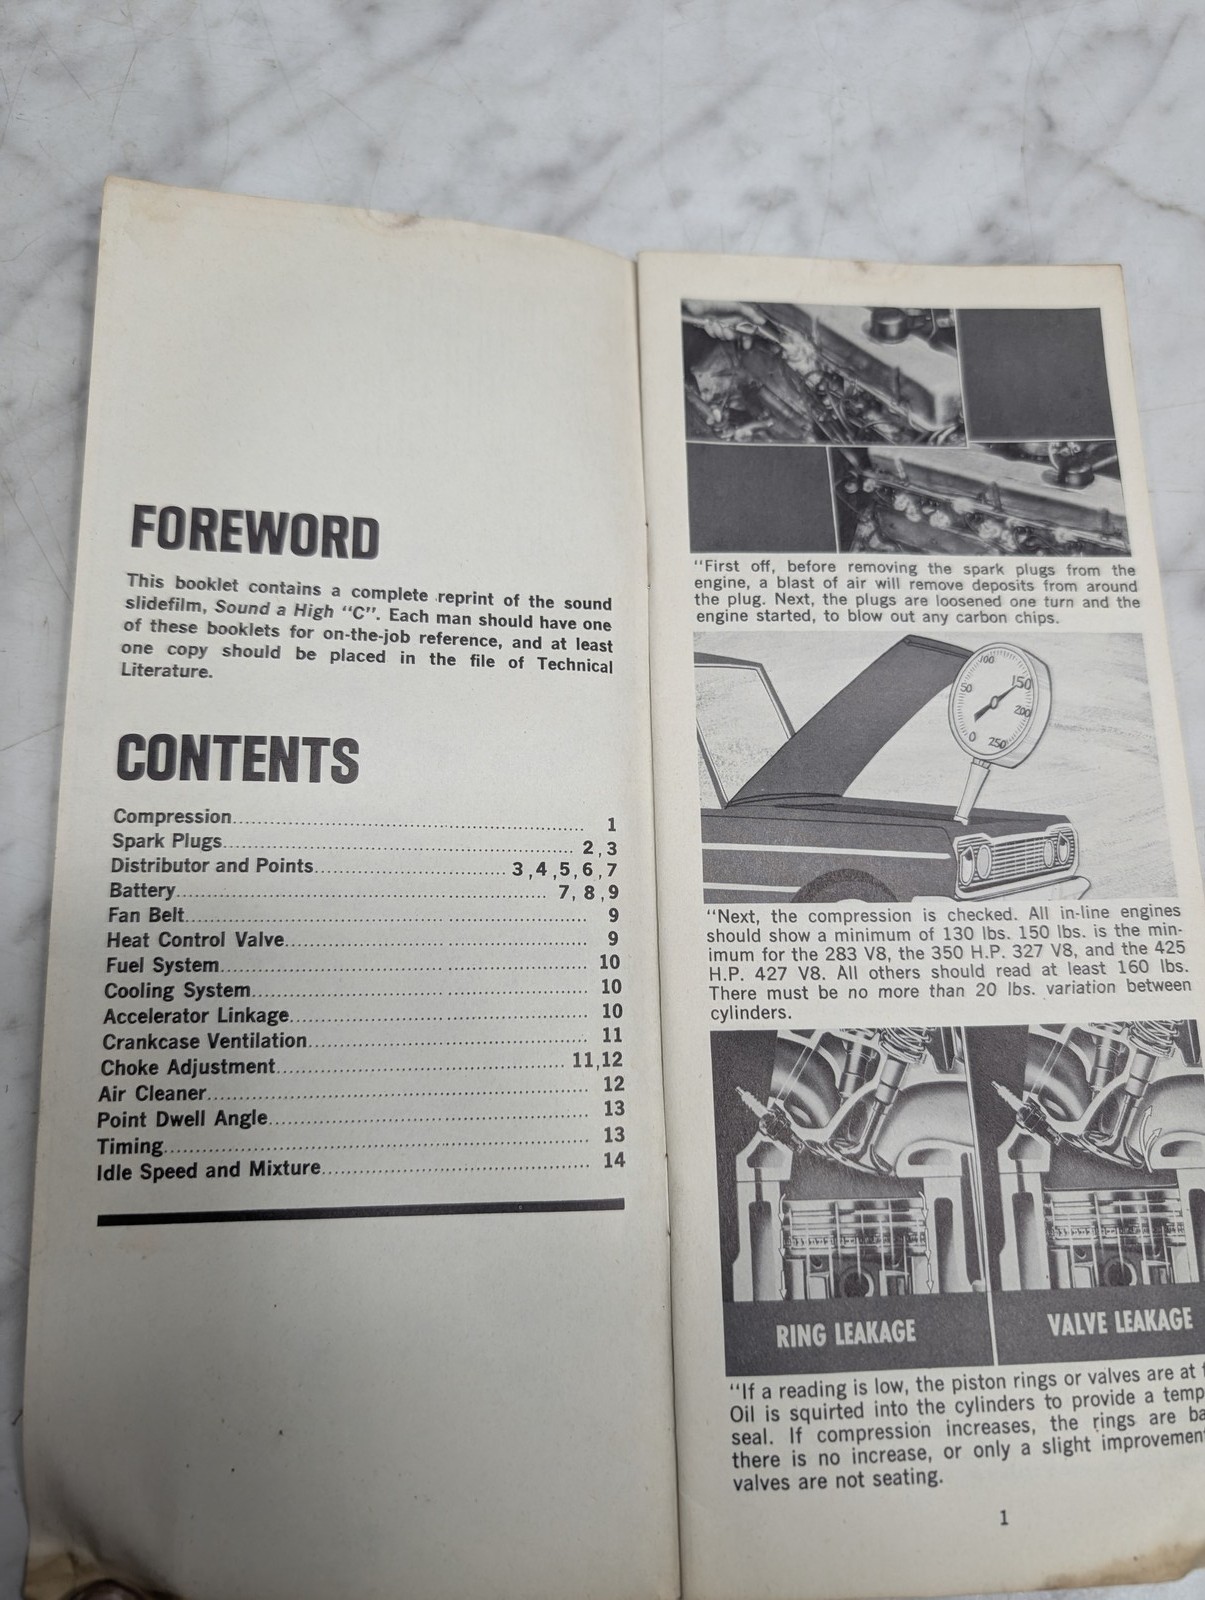 FOREWORD
This booklet contains a complete reprint of the sound
slidefilm, Sound a High "C". Each man should have one
of these booklets for on-the-job reference, and at least
one copy should be placed in the file of Technical
Literature.
CONTENTS
Compression 1
Spark Plugs 2,3
Distributor and Points 3,4,5,6,7
Battery 7, 8, 9
Fan Belt 9
Heat Control Valve 9
Fuel System 10
Cooling System 10
Accelerator Linkage 10
Crankcase Ventilation 11
Choke Adjustment 11,12
Air Cleaner 12
Point Dwell Angle 13
Timing 13
Idle Speed and Mixture 14
"First off, before removing the spark plugs from the
engine, a blast of air will remove deposits from around
the plug. Next, the plugs are loosened one turn and the
engine started, to blow out any carbon chips.
0
50
100
150
200
250
"Next, the compression is checked. All in-line engines
should show a minimum of 130 lbs. 150 lbs. is the min-
imum for the 283 V8, the 350 H.P. 327 V8, and the 425
H.P. 427 V8. All others should read at least 160 lbs.
There must be no more than 20 lbs. variation between
cylinders.
RING LEAKAGE
VALVE LEAKAGE
"If a reading is low, the piston rings or valves are at
Oil is squirted into the cylinders to provide a temp
seal. If compression increases, the rings are ba
there is no increase, or only a slight improvement
valves are not seating.
1